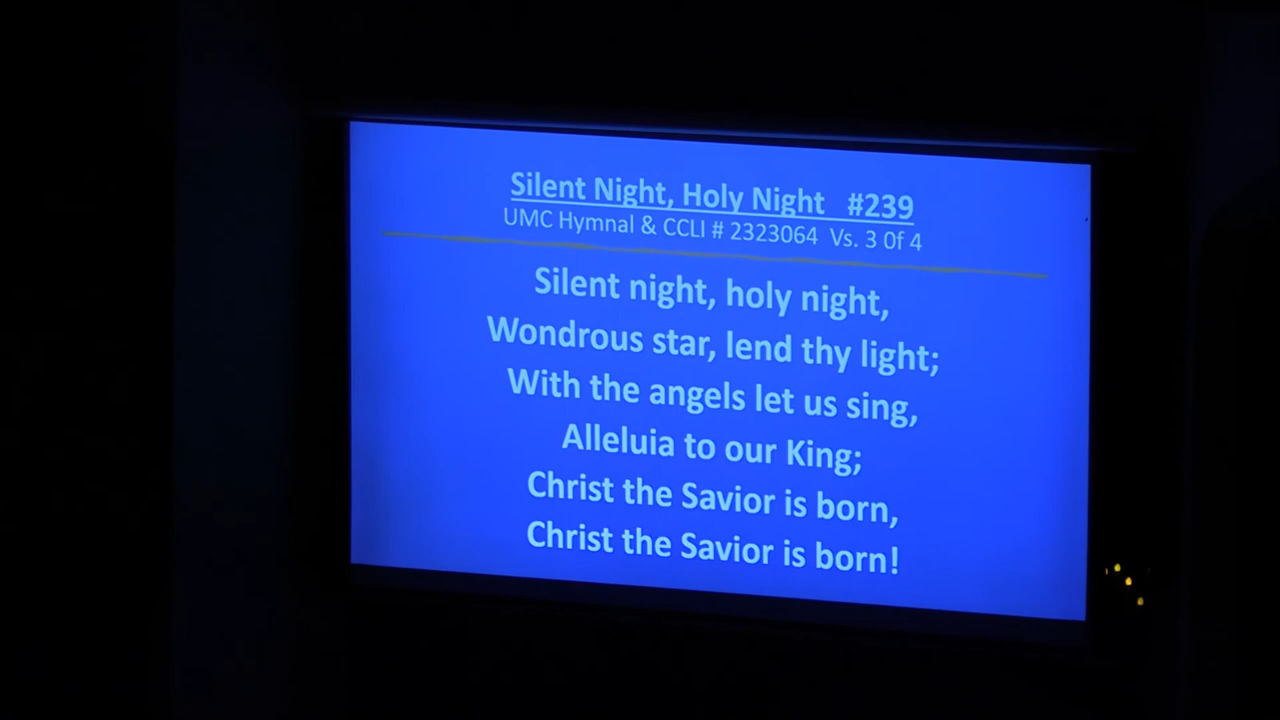 Silent Night, Holy Night #239
UMC Hymnal & CCLI # 2323064 Vs. 3 Of 4
Silent night, holy night,
Wondrous star, lend thy light;
With the angels let us sing,
Alleluia to our King;
Christ the Savior is born,
Christ the Savior is born!